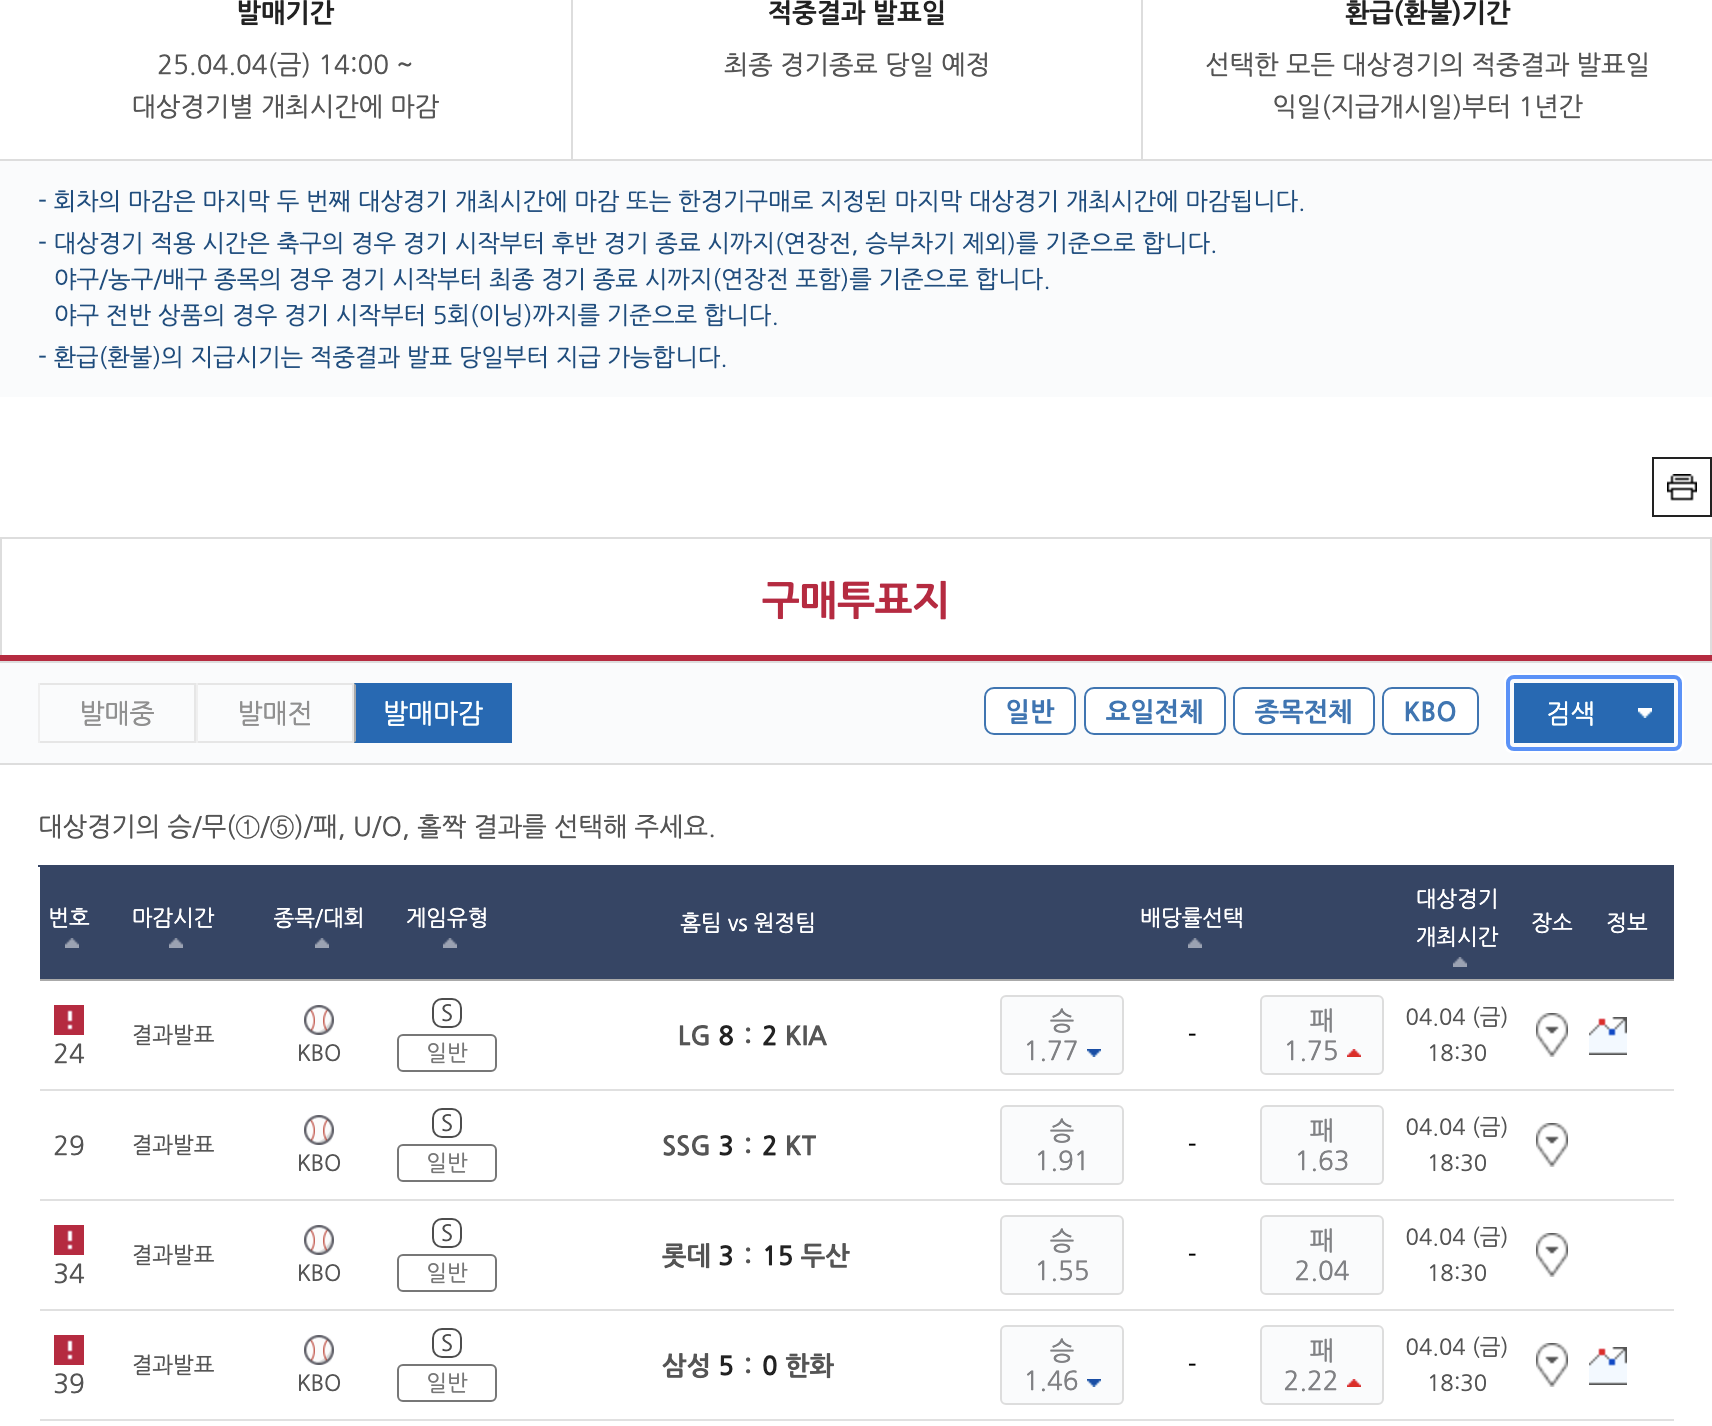 발매기간
적중결과 발표일
환급(환불)기간
25.04.04(금) 14:00 ~
대상경기별 개최시간에 마감
최종 경기종료 당일 예정
선택한 모든 대상경기의 적중결과 발표일
익일(지급개시일)부터 1년간
- 회차의 마감은 마지막 두 번째 대상경기 개최시간에 마감 또는 한경기구매로 지정된 마지막 대상경기 개최시간에 마감됩니다.
- 대상경기 적용 시간은 축구의 경우 경기 시작부터 후반 경기 종료 시까지(연장전, 승부차기 제외)를 기준으로 합니다.
야구/농구/배구 종목의 경우 경기 시작부터 최종 경기 종료 시까지(연장전 포함)를 기준으로 합니다.
야구 전반 상품의 경우 경기 시작부터 5회(이닝)까지를 기준으로 합니다.
- 환급(환불)의 지급시기는 적중결과 발표 당일부터 지급 가능합니다.
구매투표지
발매중 발매전 발매마감 일반 요일전체 종목전체 KBO 검색
대상경기의 승/무(①/⑤)/패, U/O, 홀짝 결과를 선택해 주세요.
번호 마감시간 종목/대회 게임유형 홈팀 vs 원정팀 배당률선택 대상경기 개최시간 장소 정보
! 24 결과발표 KBO S 일반 LG 8 : 2 KIA 승 1.77 - 패 1.75 04.04 (금) 18:30
29 결과발표 KBO S 일반 SSG 3 : 2 KT 승 1.91 - 패 1.63 04.04 (금) 18:30
! 34 결과발표 KBO S 일반 롯데 3 : 15 두산 승 1.55 - 패 2.04 04.04 (금) 18:30
! 39 결과발표 KBO S 일반 삼성 5 : 0 한화 승 1.46 - 패 2.22 04.04 (금) 18:30